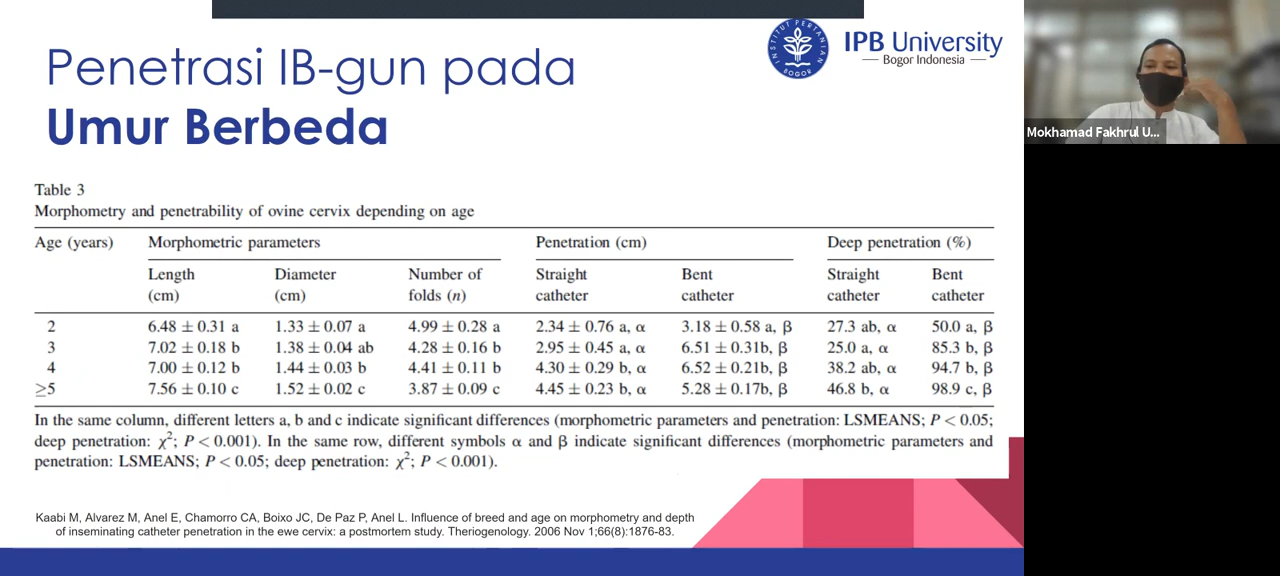 Penetrasi IB-gun pada
Umur Berbeda
INSTITUT PERTANIAN
BOGOR
IPB University
Bogor Indonesia
Mokhamad Fakhrul U...
Table 3
Morphometry and penetrability of ovine cervix depending on age
Age (years) Morphometric parameters Penetration (cm) Deep penetration (%)
Length Diameter Number of Straight Bent Straight Bent
(cm) (cm) folds (n) catheter catheter catheter catheter
2 6.48 ± 0.31 a 1.33 ± 0.07 a 4.99 ± 0.28 a 2.34 ± 0.76 a, α 3.18 ± 0.58 a, β 27.3 ab, α 50.0 a, β
3 7.02 ± 0.18 b 1.38 ± 0.04 ab 4.28 ± 0.16 b 2.95 ± 0.45 a, α 6.51 ± 0.31b, β 25.0 a, α 85.3 b, β
4 7.00 ± 0.12 b 1.44 ± 0.03 b 4.41 ± 0.11 b 4.30 ± 0.29 b, α 6.52 ± 0.21b, β 38.2 ab, α 94.7 b, β
≥5 7.56 ± 0.10 c 1.52 ± 0.02 c 3.87 ± 0.09 c 4.45 ± 0.23 b, α 5.28 ± 0.17b, β 46.8 b, α 98.9 c, β
In the same column, different letters a, b and c indicate significant differences (morphometric parameters and penetration: LSMEANS; P < 0.05;
deep penetration: χ²; P < 0.001). In the same row, different symbols α and β indicate significant differences (morphometric parameters and
penetration: LSMEANS; P < 0.05; deep penetration: χ²; P < 0.001).
Kaabi M, Alvarez M, Anel E, Chamorro CA, Boixo JC, De Paz P, Anel L. Influence of breed and age on morphometry and depth
of inseminating catheter penetration in the ewe cervix: a postmortem study. Theriogenology. 2006 Nov 1;66(8):1876-83.